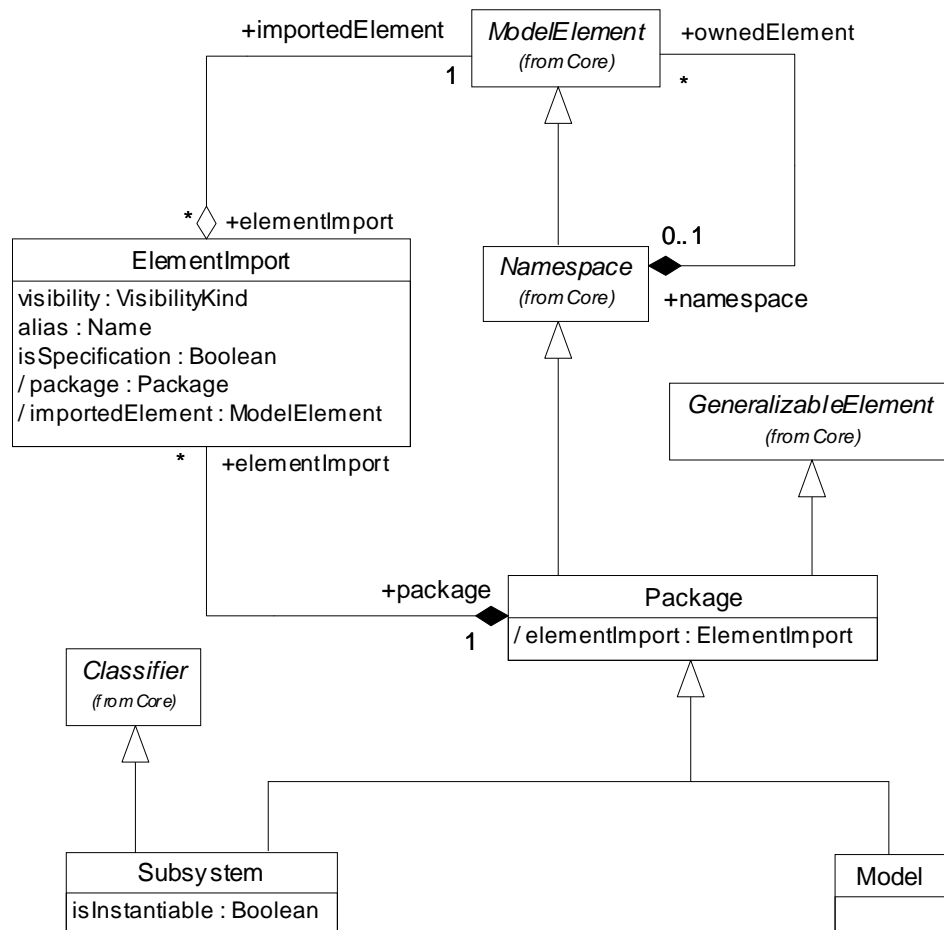 +importedElement
ModelElement
(from Core)
+ownedElement
1
*
*
+elementImport
ElementImport
visibility : VisibilityKind
alias : Name
isSpecification : Boolean
/ package : Package
/ importedElement : ModelElement
0..1
Namespace
(from Core)
+namespace
GeneralizableElement
(from Core)
*
+elementImport
+package
1
Package
/ elementImport : ElementImport
Classifier
(from Core)
Subsystem
isInstantiable : Boolean
Model